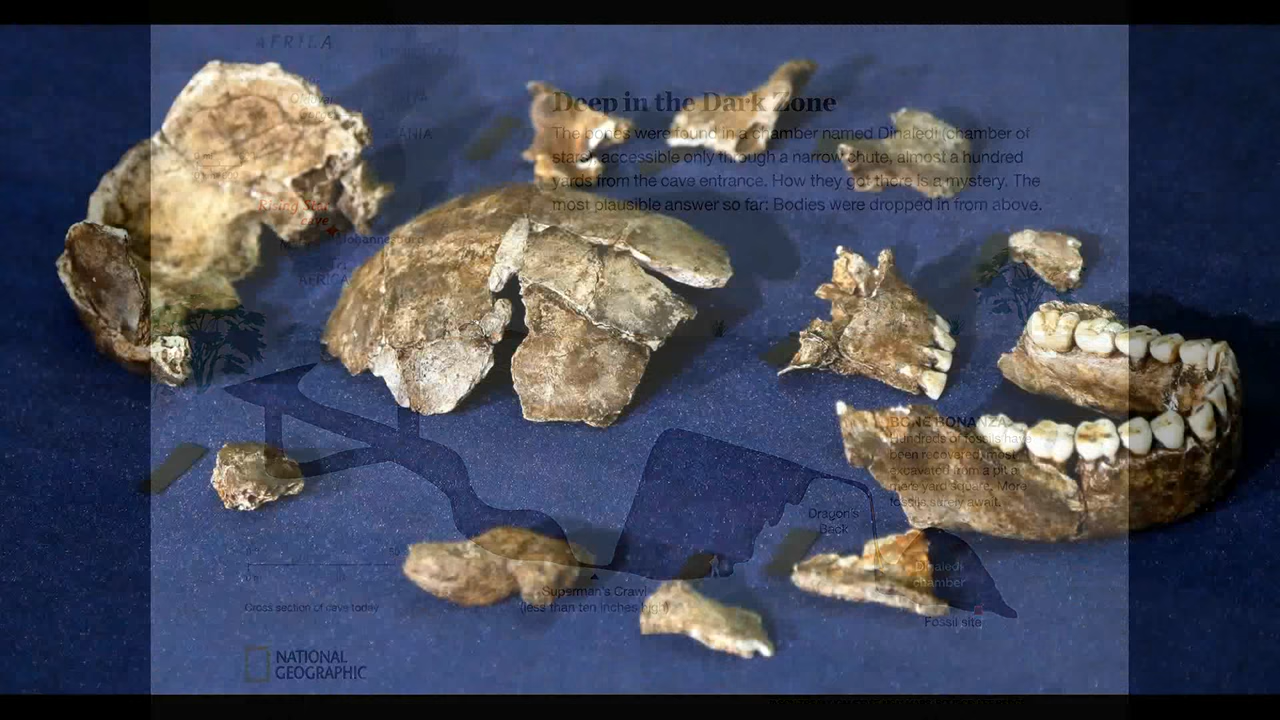 AFRICA
Deep in the Dark Zone
The bones were found in a chamber named Dinaledi (chamber of
stars), accessible only through a narrow chute, almost a hundred
yards from the cave entrance. How they got there is a mystery. The
most plausible answer so far: Bodies were dropped in from above.
Rising Star
cave
Johannesburg
AFRICA
BONE BONANZA
Hundreds of fossils have
been recovered, most
excavated from a pit a
mere yard square. More
fossils surely await.
Dragon's
Back
Dinaledi
chamber
Superman's Crawl
(less than ten inches high)
Cross section of cave today
Fossil site
NATIONAL
GEOGRAPHIC